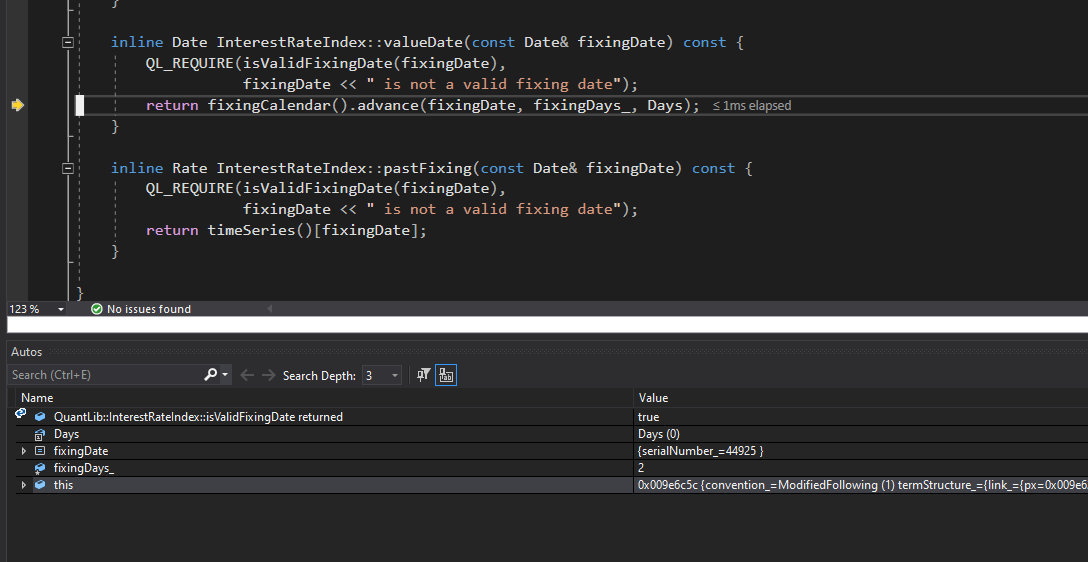 }
inline Date InterestRateIndex::valueDate(const Date& fixingDate) const {
QL_REQUIRE(isValidFixingDate(fixingDate),
fixingDate << " is not a valid fixing date");
return fixingCalendar().advance(fixingDate, fixingDays_, Days); ≤ 1ms elapsed
}
inline Rate InterestRateIndex::pastFixing(const Date& fixingDate) const {
QL_REQUIRE(isValidFixingDate(fixingDate),
fixingDate << " is not a valid fixing date");
return timeSeries()[fixingDate];
}
}
123 % No issues found
Autos
Search (Ctrl+E) Search Depth: 3
Name Value
QuantLib::InterestRateIndex::isValidFixingDate returned true
Days Days (0)
fixingDate {serialNumber_=44925 }
fixingDays_ 2
this 0x009e6c5c {convention_=ModifiedFollowing (1) termStructure_={link_={px=0x009e6